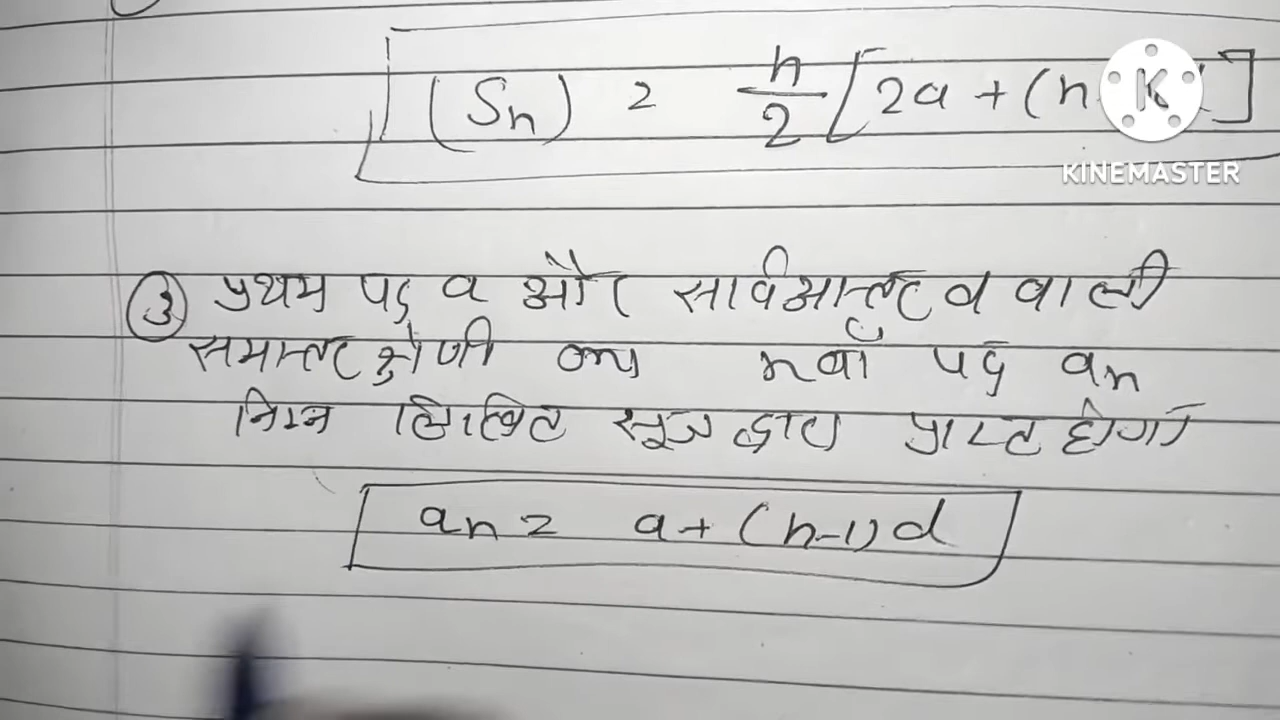 (Sn) = n/2 [2a + (n
K
KINEMASTER
③ प्रथम पद a और सार्वअन्तर d वाली
समान्तर श्रेणी का nवाँ पद an
निम्न लिखित सूत्र द्वारा प्राप्त होगा
an = a + (n-1)d